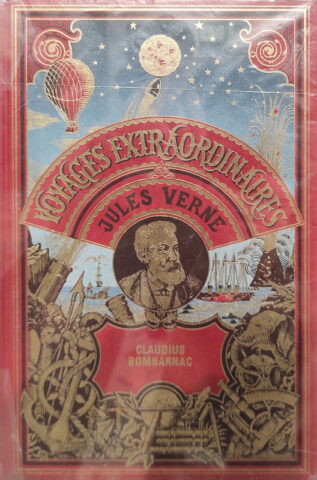 VOYAGES EXTRAORDINAIRES
JULES VERNE
CLAUDIUS
BOMBARNAC